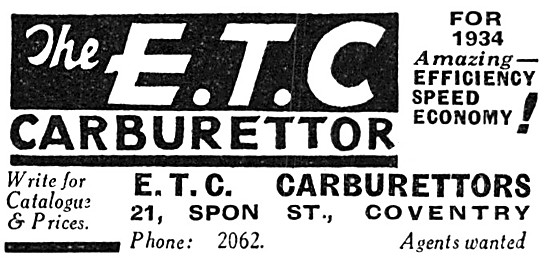 The E.T.C
CARBURETTOR
FOR
1934
Amazing—
EFFICIENCY
SPEED
ECONOMY!
Write for
Catalogue
& Prices.
E. T. C. CARBURETTORS
21, SPON ST., COVENTRY
Phone: 2062.
Agents wanted